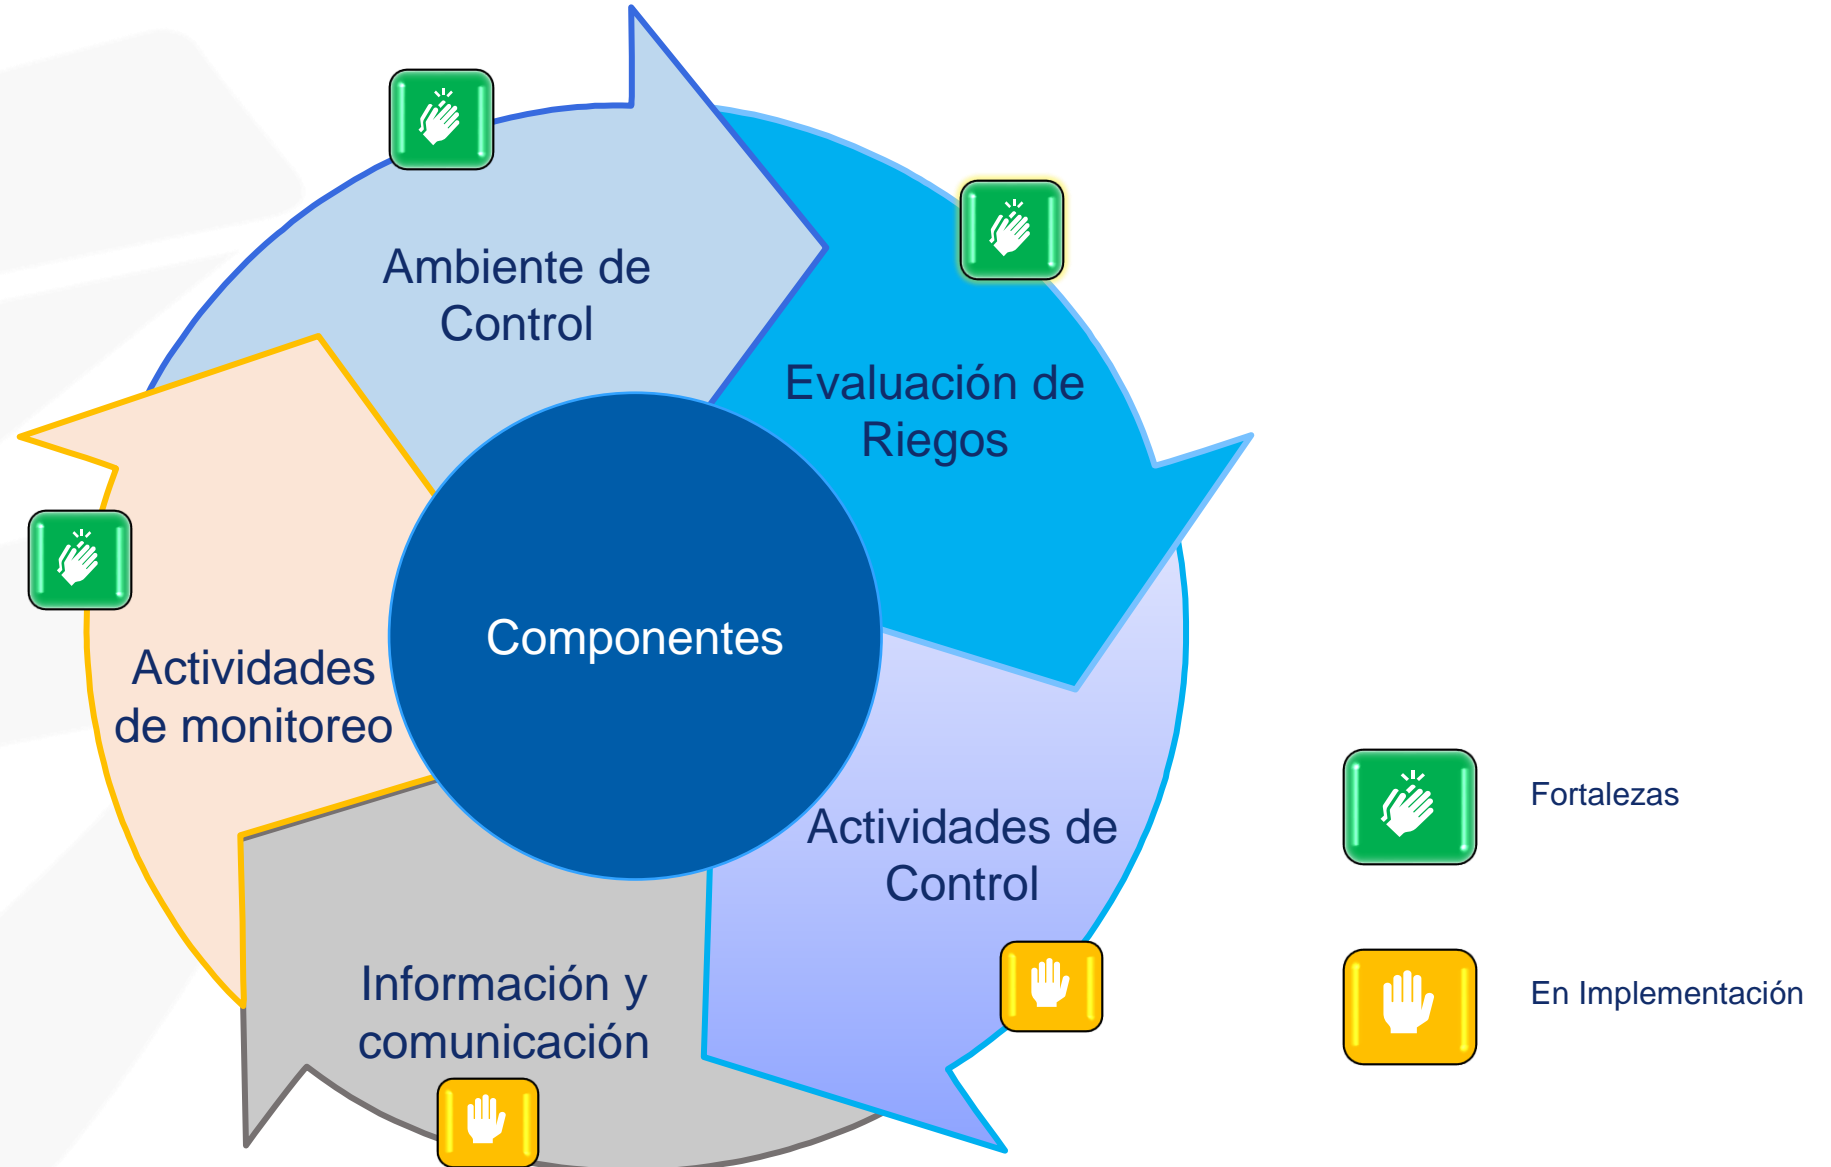 Ambiente de
Control
Evaluación de
Riegos
Componentes
Actividades
de monitoreo
Actividades de
Control
Información y
comunicación
Fortalezas
En Implementación